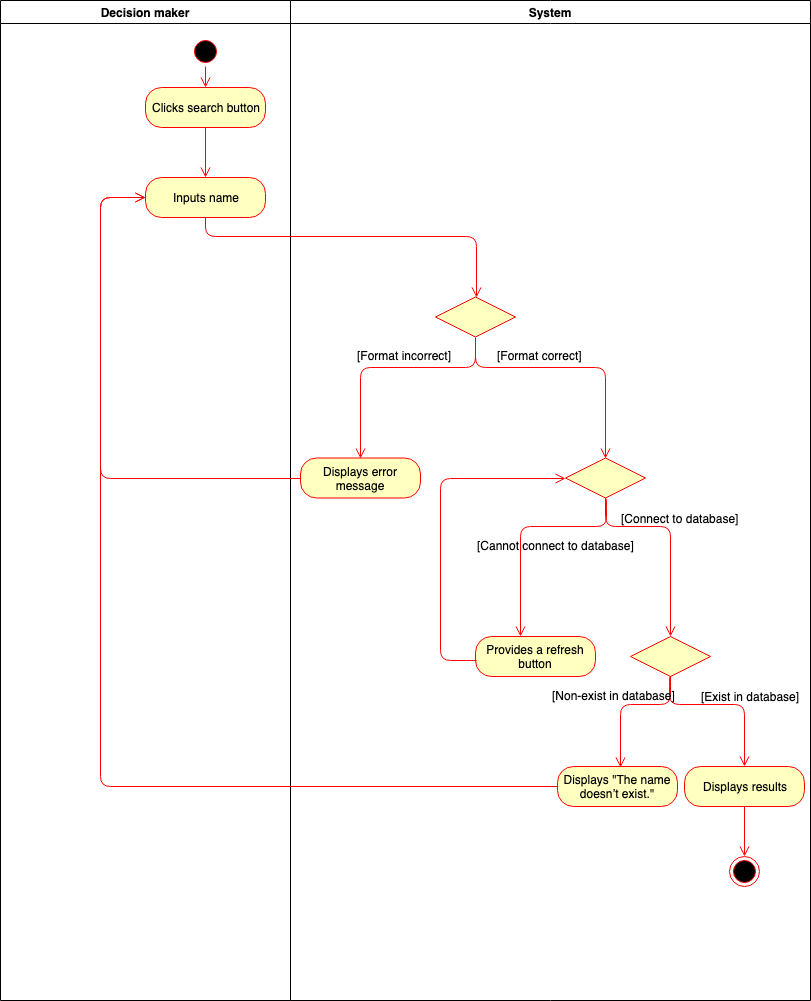 Decision maker
System
Clicks search button
Inputs name
[Format incorrect]
[Format correct]
Displays error
message
[Connect to database]
[Cannot connect to database]
Provides a refresh
button
[Non-exist in database]
[Exist in database]
Displays "The name
doesn't exist."
Displays results